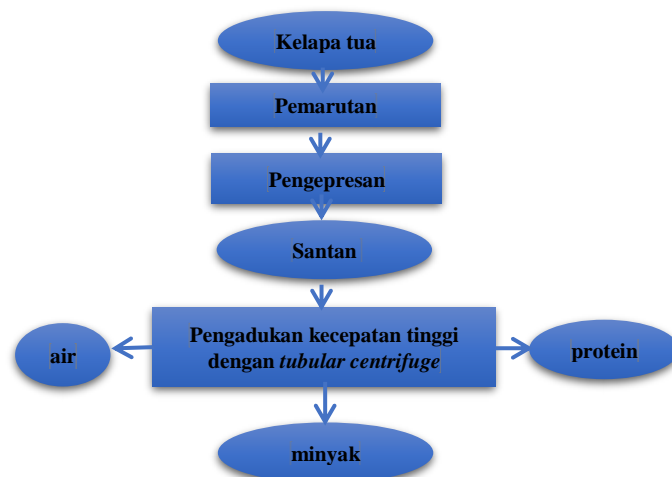 Kelapa tua
Pemarutan
Pengepresan
Santan
air
Pengadukan kecepatan tinggi
dengan tubular centrifuge
protein
minyak